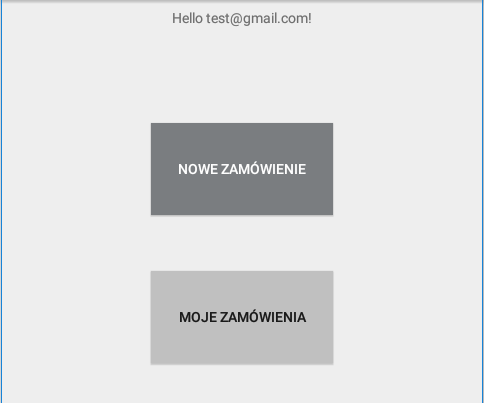 Hello test@gmail.com!
NOWE ZAMÓWIENIE
MOJE ZAMÓWIENIA